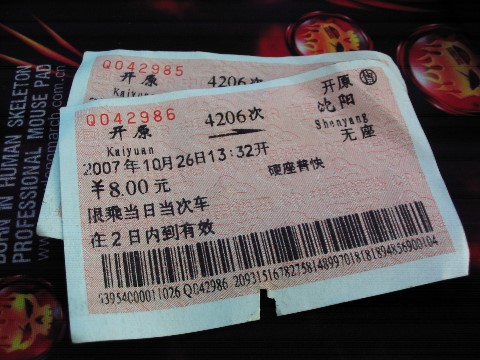 Q042985
开原
4206次
开原 售
Kaiyuan
Q042986
开原
4206次
沈阳
Kaiyuan
Shenyang
2007年10月26日13:32开
无座
¥8.00元
硬座普快
限乘当日当次车
在2日内到有效
Q042986
BORN IN HUMAN SKELETON
PROFESSIONAL MOUSE PAD